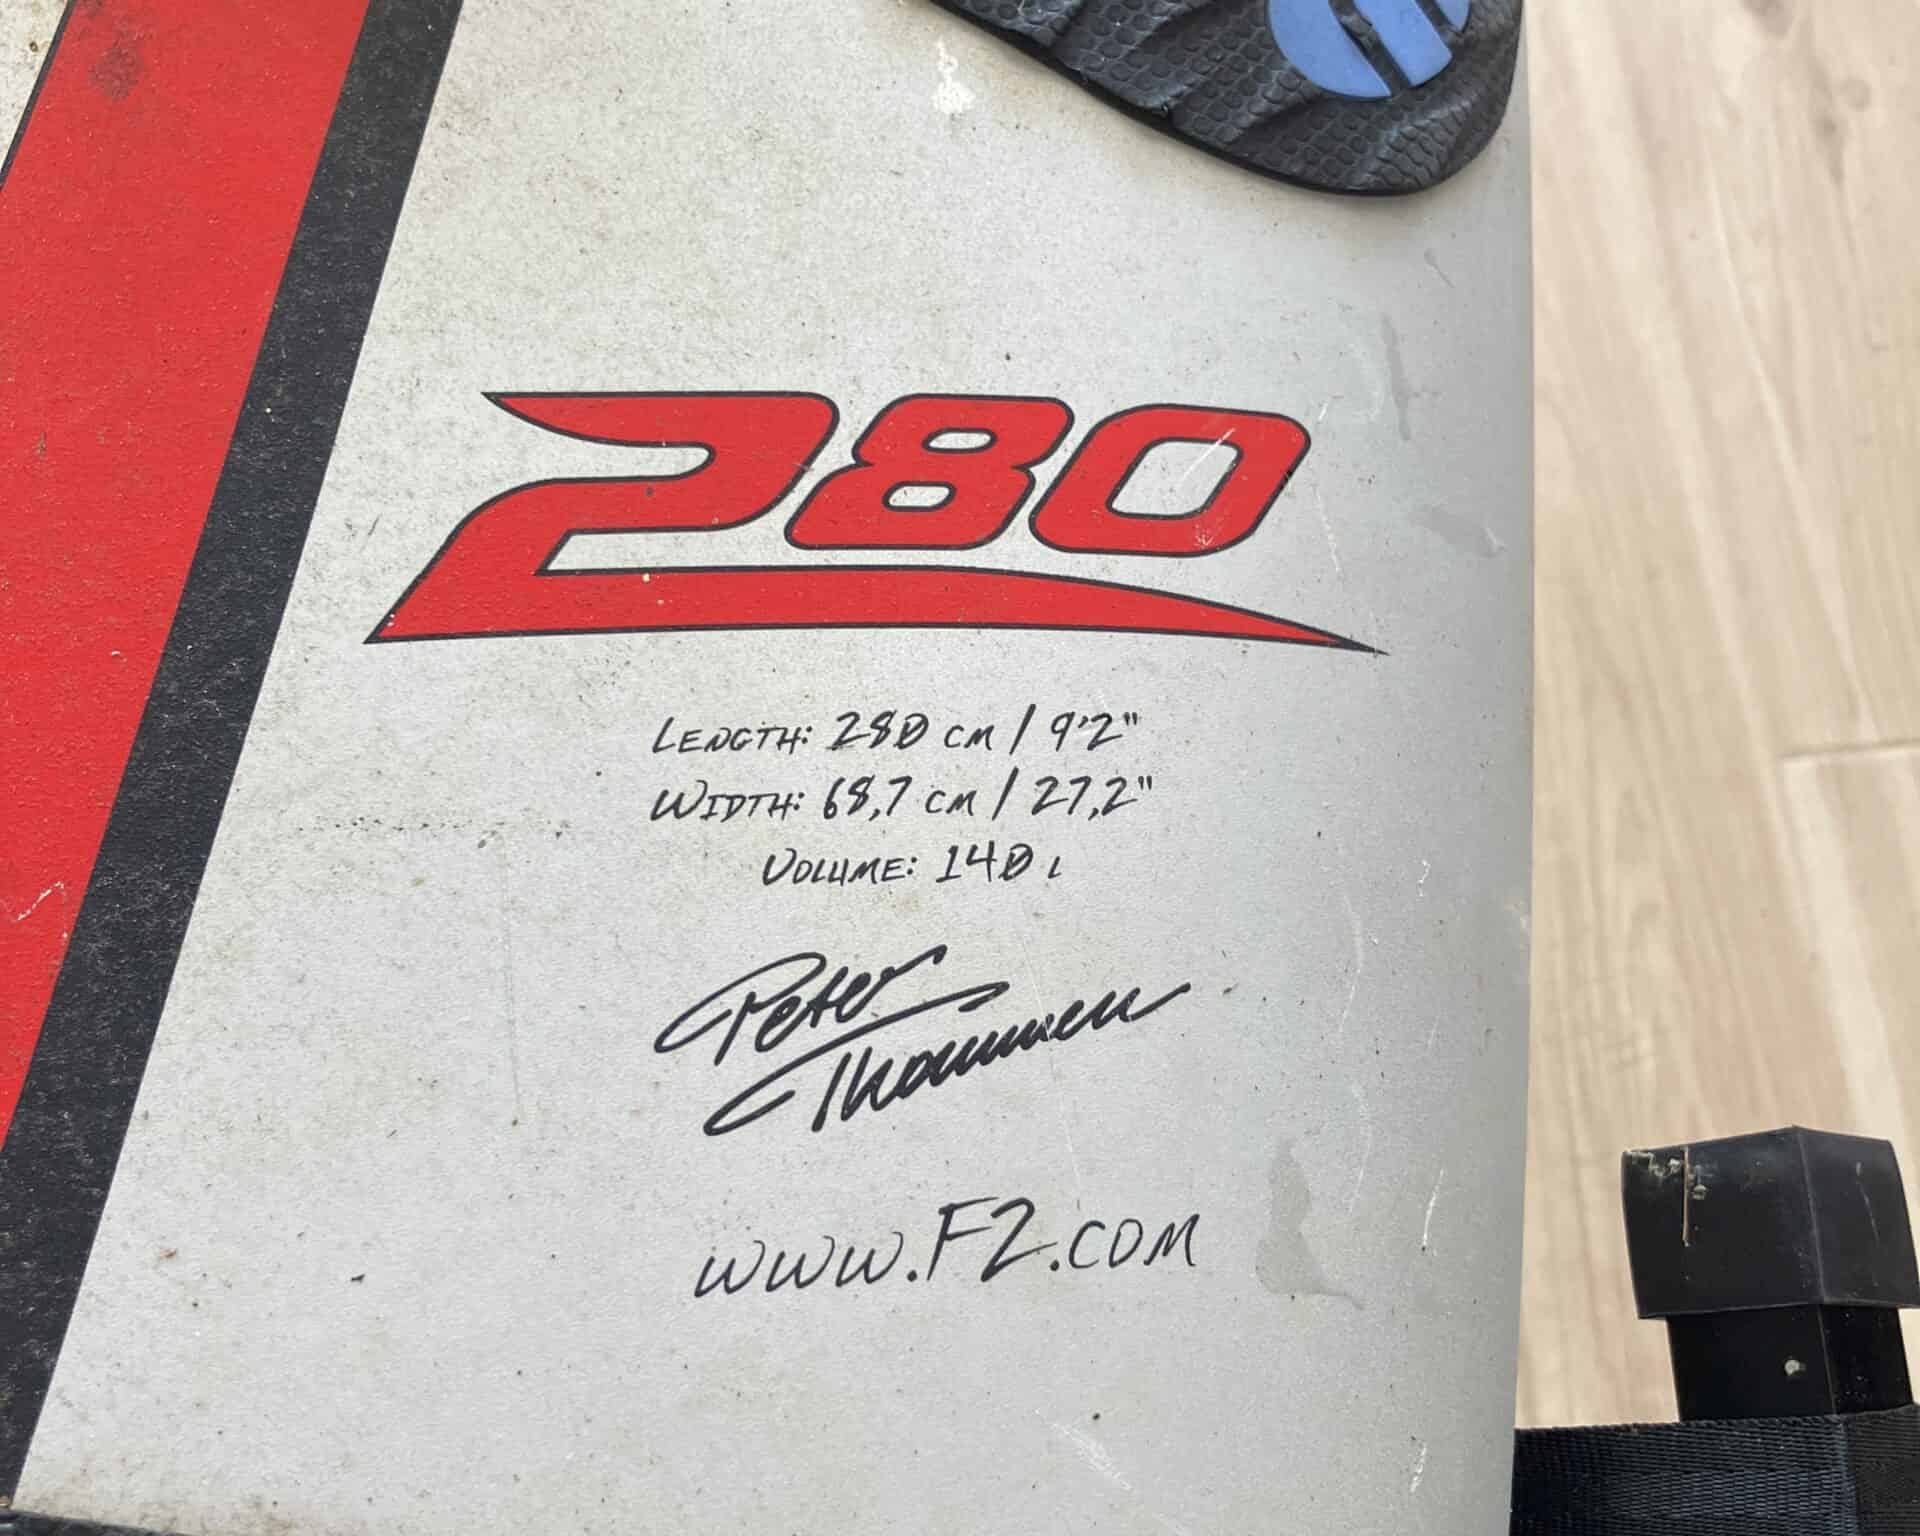 280
LENGTH: 280 CM / 9'2"
WIDTH: 68,7 CM / 27,2"
VOLUME: 140 L
Peter
Thommen
WWW.F2.COM